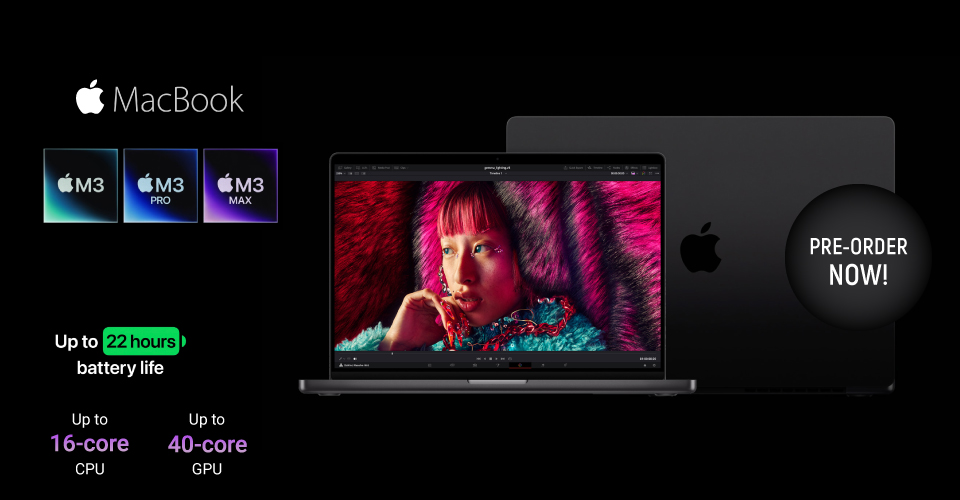 MacBook
M3
M3
PRO
M3
MAX
Up to 22 hours
battery life
Up to
16-core
CPU
Up to
40-core
GPU
PRE-ORDER
NOW!